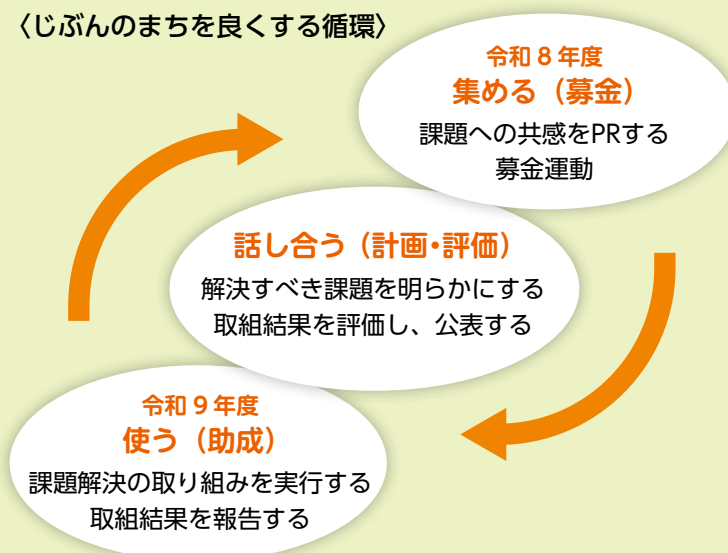 〈じぶんのまちを良くする循環〉
令和８年度
集める（募金）
課題への共感をPRする
募金運動
話し合う（計画・評価）
解決すべき課題を明らかにする
取組結果を評価し、公表する
令和９年度
使う（助成）
課題解決の取り組みを実行する
取組結果を報告する